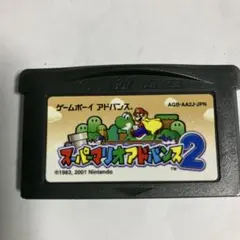 ゲームボーイ アドバンス
AGB-AA2J-JPN
スーパーマリオアドバンス2
©1983, 2001 Nintendo
TM